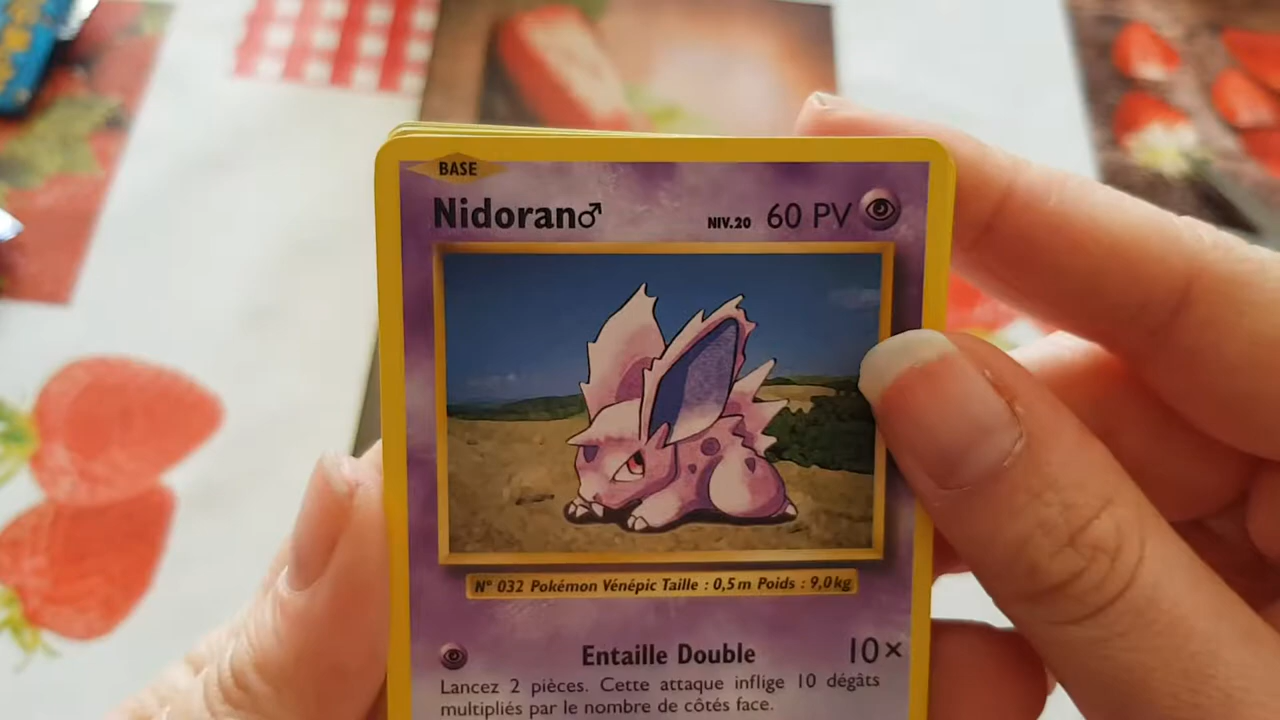 BASE
Nidoran♂ NIV.20 60 PV
N° 032 Pokémon Vénépic Taille : 0,5 m Poids : 9,0 kg
Entaille Double 10×
Lancez 2 pièces. Cette attaque inflige 10 dégâts
multipliés par le nombre de côtés face.